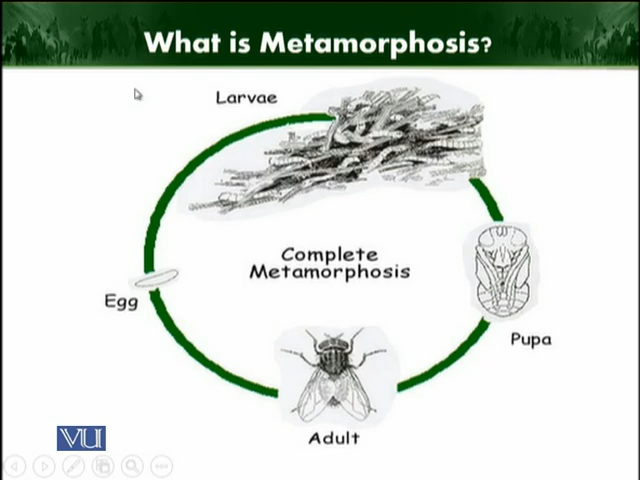 What is Metamorphosis?
Larvae
Complete
Metamorphosis
Egg
Pupa
Adult
VU